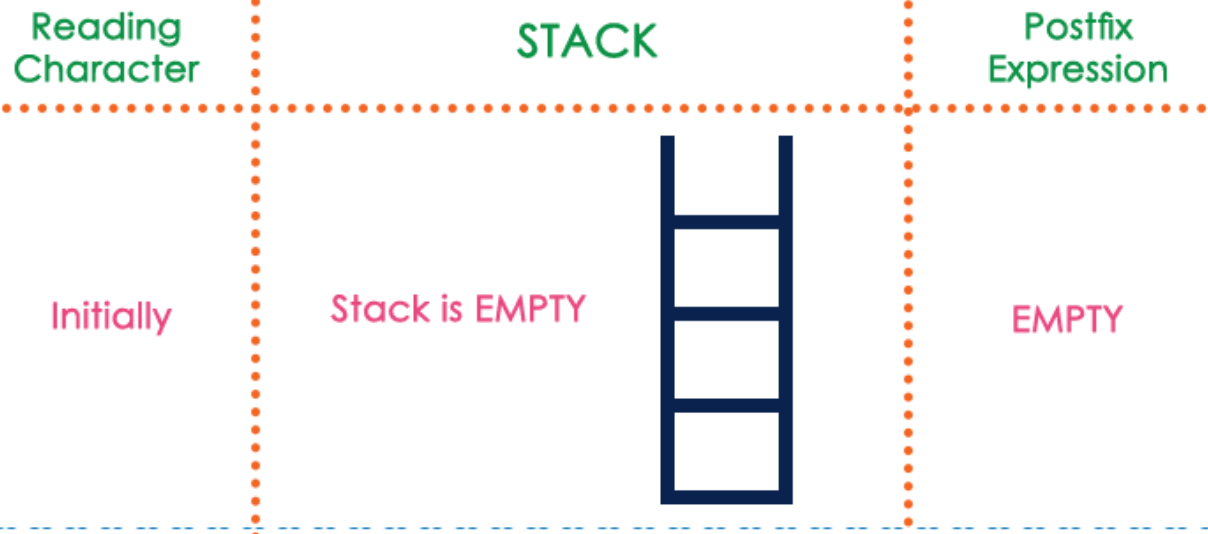 Reading
Character
STACK
Postfix
Expression
Initially
Stack is EMPTY
EMPTY